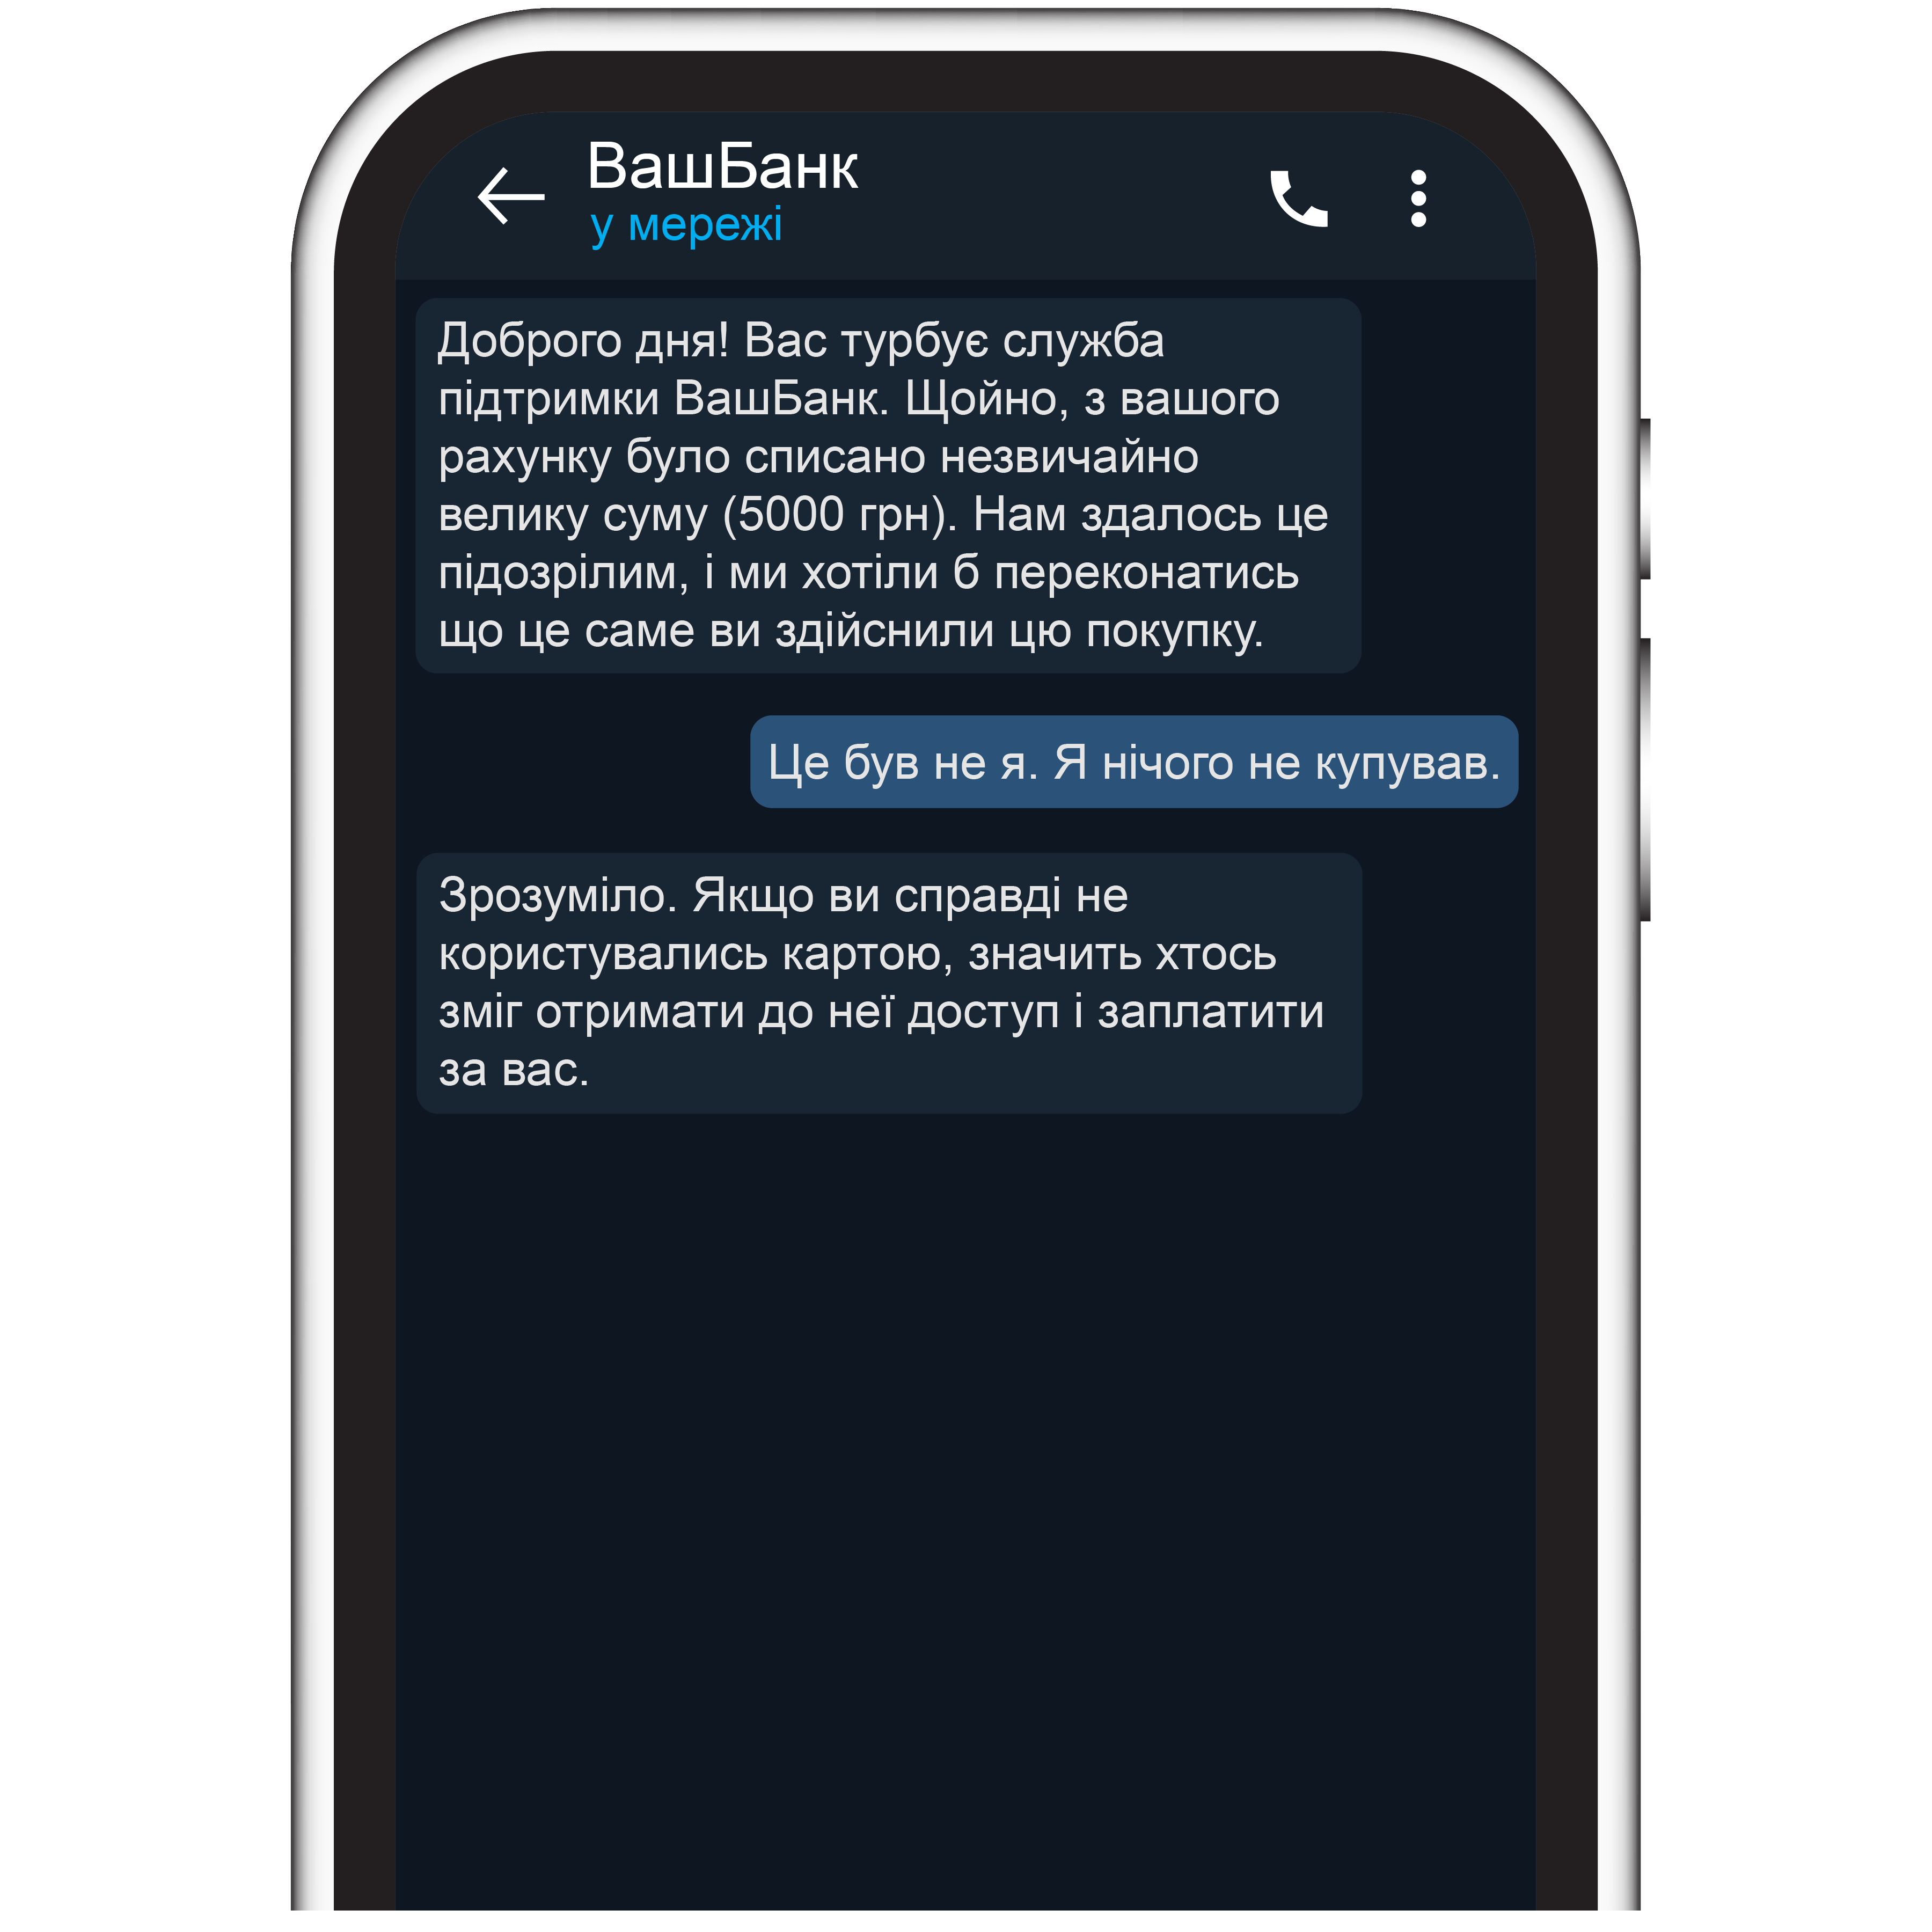 ВашБанк
у мережі
Доброго дня! Вас турбує служба
підтримки ВашБанк. Щойно, з вашого
рахунку було списано незвичайно
велику суму (5000 грн). Нам здалось це
підозрілим, і ми хотіли б переконатись
що це саме ви здійснили цю покупку.
Це був не я. Я нічого не купував.
Зрозуміло. Якщо ви справді не
користувались картою, значить хтось
зміг отримати до неї доступ і заплатити
за вас.